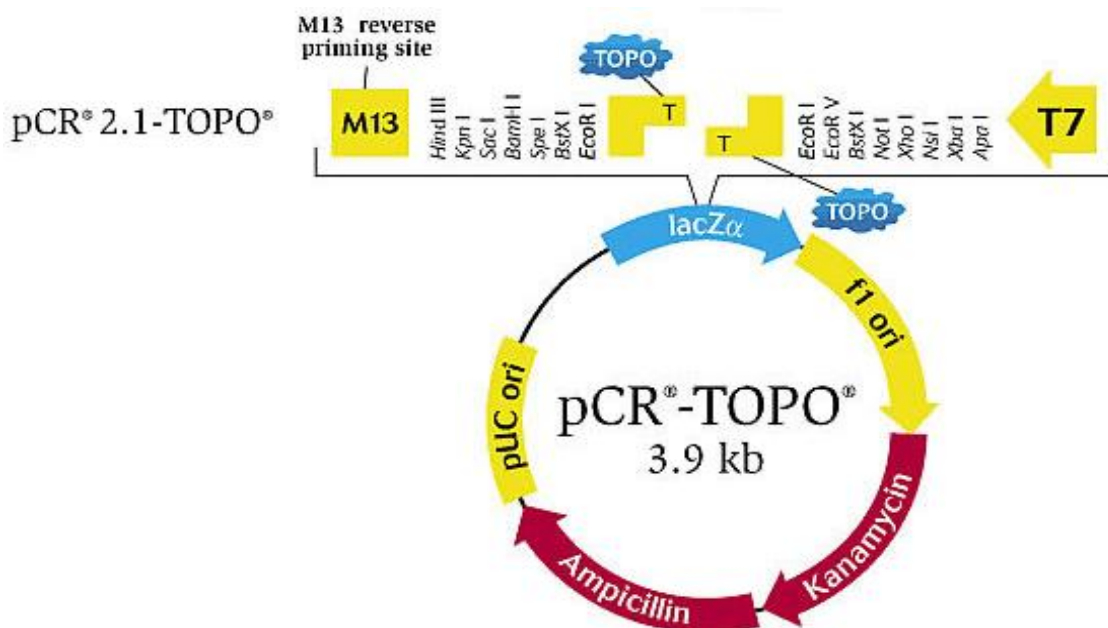 M13 reverse
priming site
TOPO
pCR® 2.1-TOPO®
M13
Hind III
Kpn I
Sac I
BamH I
Spe I
BstX I
EcoR I
T
T
EcoR I
EcoR V
BstX I
Not I
Xho I
Nsi I
Xba I
Apa I
T7
TOPO
lacZα
f1 ori
pUC ori
pCR®-TOPO®
3.9 kb
Kanamycin
Ampicillin